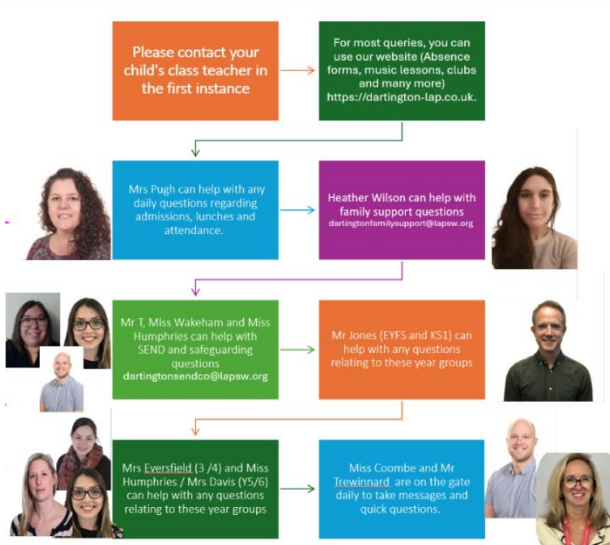 Please contact your
child's class teacher in
the first instance
For most queries, you can
use our website (Absence
forms, music lessons, clubs
and many more)
https://dartington-lap.co.uk.
Mrs Pugh can help with any
daily questions regarding
admissions, lunches and
attendance.
Heather Wilson can help with
family support questions
dartingtonfamilysupport@lapsw.org
Mr T, Miss Wakeham and Miss
Humphries can help with
SEND and safeguarding
questions
dartingtonsendco@lapsw.org
Mr Jones (EYFS and KS1) can
help with any questions
relating to these year groups
Mrs Eversfield (3 /4) and Miss
Humphries / Mrs Davis (Y5/6)
can help with any questions
relating to these year groups
Miss Coombe and Mr
Trewinnard are on the gate
daily to take messages and
quick questions.